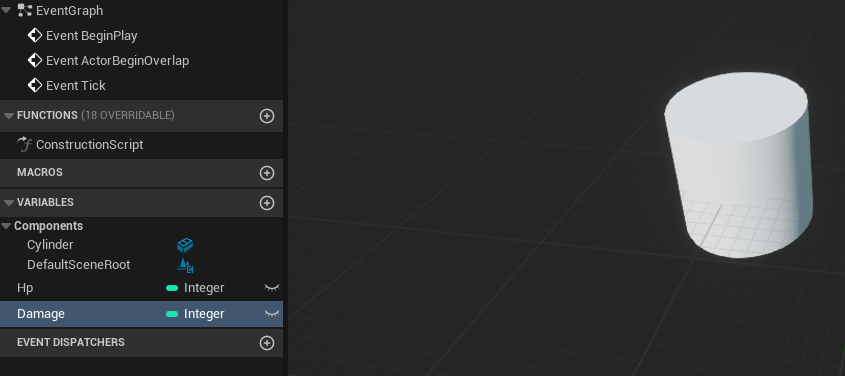 EventGraph
Event BeginPlay
Event ActorBeginOverlap
Event Tick
FUNCTIONS (18 OVERRIDABLE)
ConstructionScript
MACROS
VARIABLES
Components
Cylinder
DefaultSceneRoot
Hp Integer
Damage Integer
EVENT DISPATCHERS